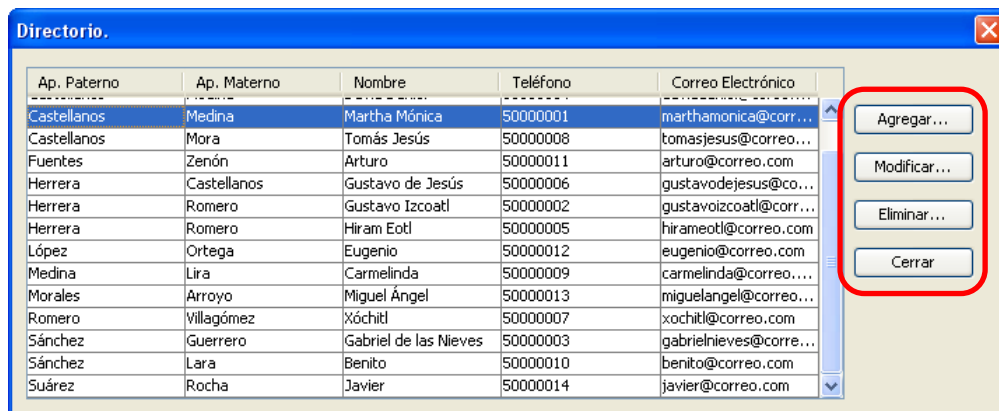 Directorio.
Ap. Paterno Ap. Materno Nombre Teléfono Correo Electrónico
Castellanos Medina Martha Mónica 50000001 marthamonica@corr... Agregar...
Castellanos Mora Tomás Jesús 50000008 tomasjesus@correo...
Fuentes Zenón Arturo 50000011 arturo@correo.com Modificar...
Herrera Castellanos Gustavo de Jesús 50000006 gustavodejesus@co...
Herrera Romero Gustavo Izcoatl 50000002 gustavoizcoatl@corr... Eliminar...
Herrera Romero Hiram Eotl 50000005 hirameotl@correo.com
López Ortega Eugenio 50000012 eugenio@correo.com Cerrar
Medina Lira Carmelinda 50000009 carmelinda@correo....
Morales Arroyo Miguel Ángel 50000013 miguelangel@correo...
Romero Villagómez Xóchitl 50000007 xochitl@correo.com
Sánchez Guerrero Gabriel de las Nieves 50000003 gabrielnieves@corre...
Sánchez Lara Benito 50000010 benito@correo.com
Suárez Rocha Javier 50000014 javier@correo.com